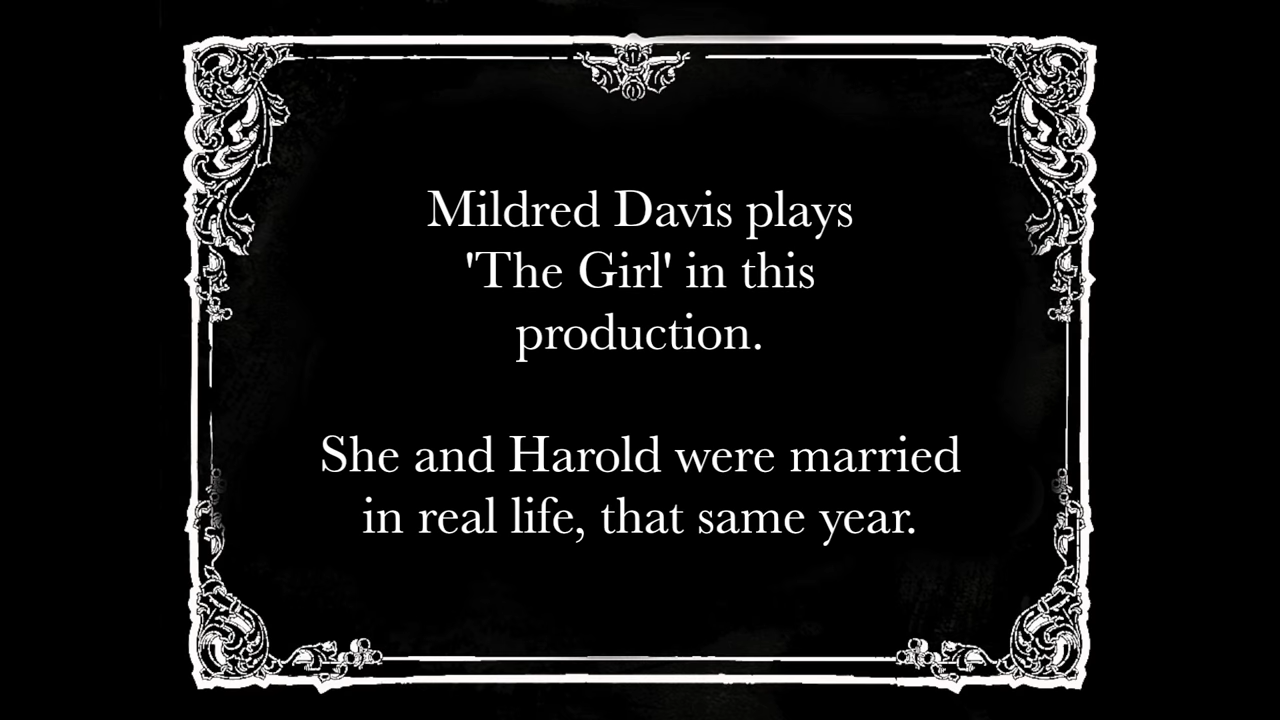 Mildred Davis plays
'The Girl' in this
production.
She and Harold were married
in real life, that same year.